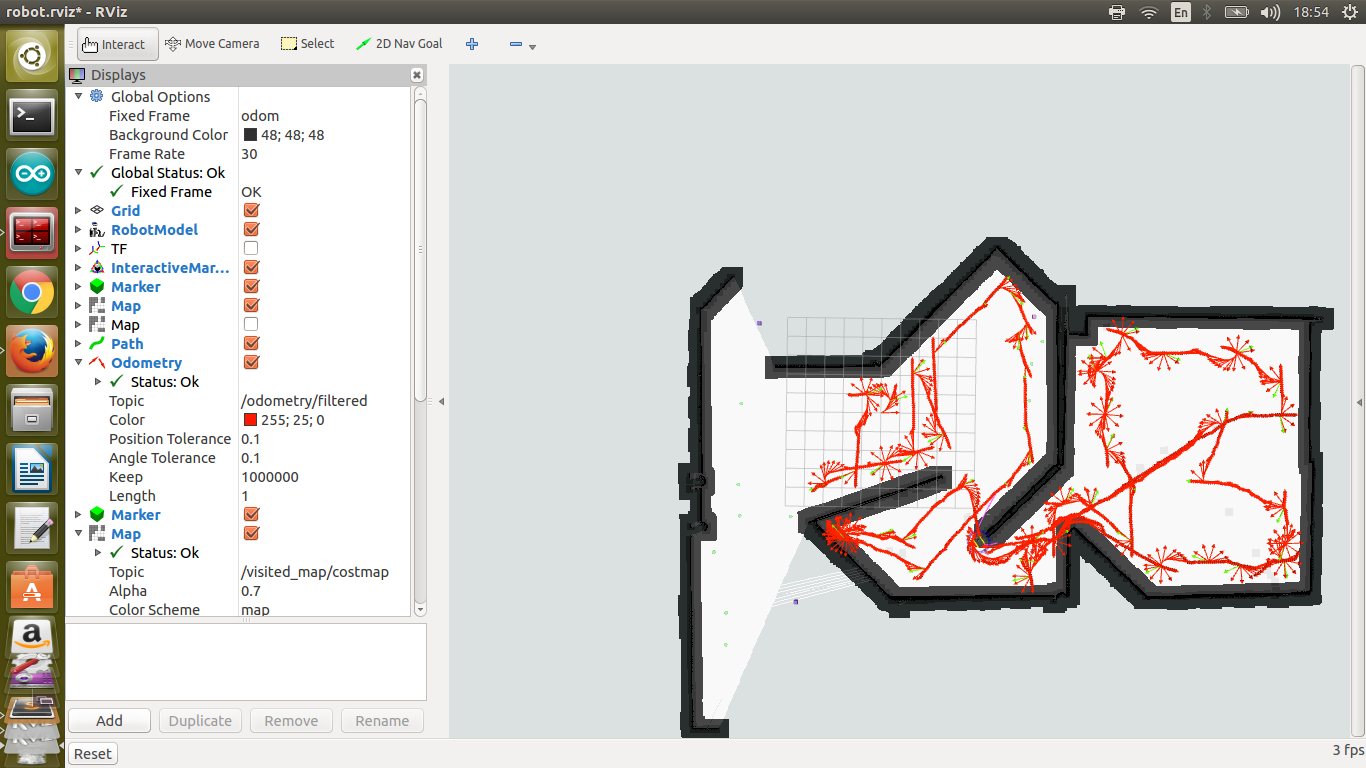 robot.rviz* - RViz
En
18:54
Interact
Move Camera
Select
2D Nav Goal
Displays
Global Options
Fixed Frame odom
Background Color 48; 48; 48
Frame Rate 30
Global Status: Ok
Fixed Frame OK
Grid
RobotModel
TF
InteractiveMar...
Marker
Map
Map
Path
Odometry
Status: Ok
Topic /odometry/filtered
Color 255; 25; 0
Position Tolerance 0.1
Angle Tolerance 0.1
Keep 1000000
Length 1
Marker
Map
Status: Ok
Topic /visited_map/costmap
Alpha 0.7
Color Scheme map
Add
Duplicate
Remove
Rename
Reset
3 fps